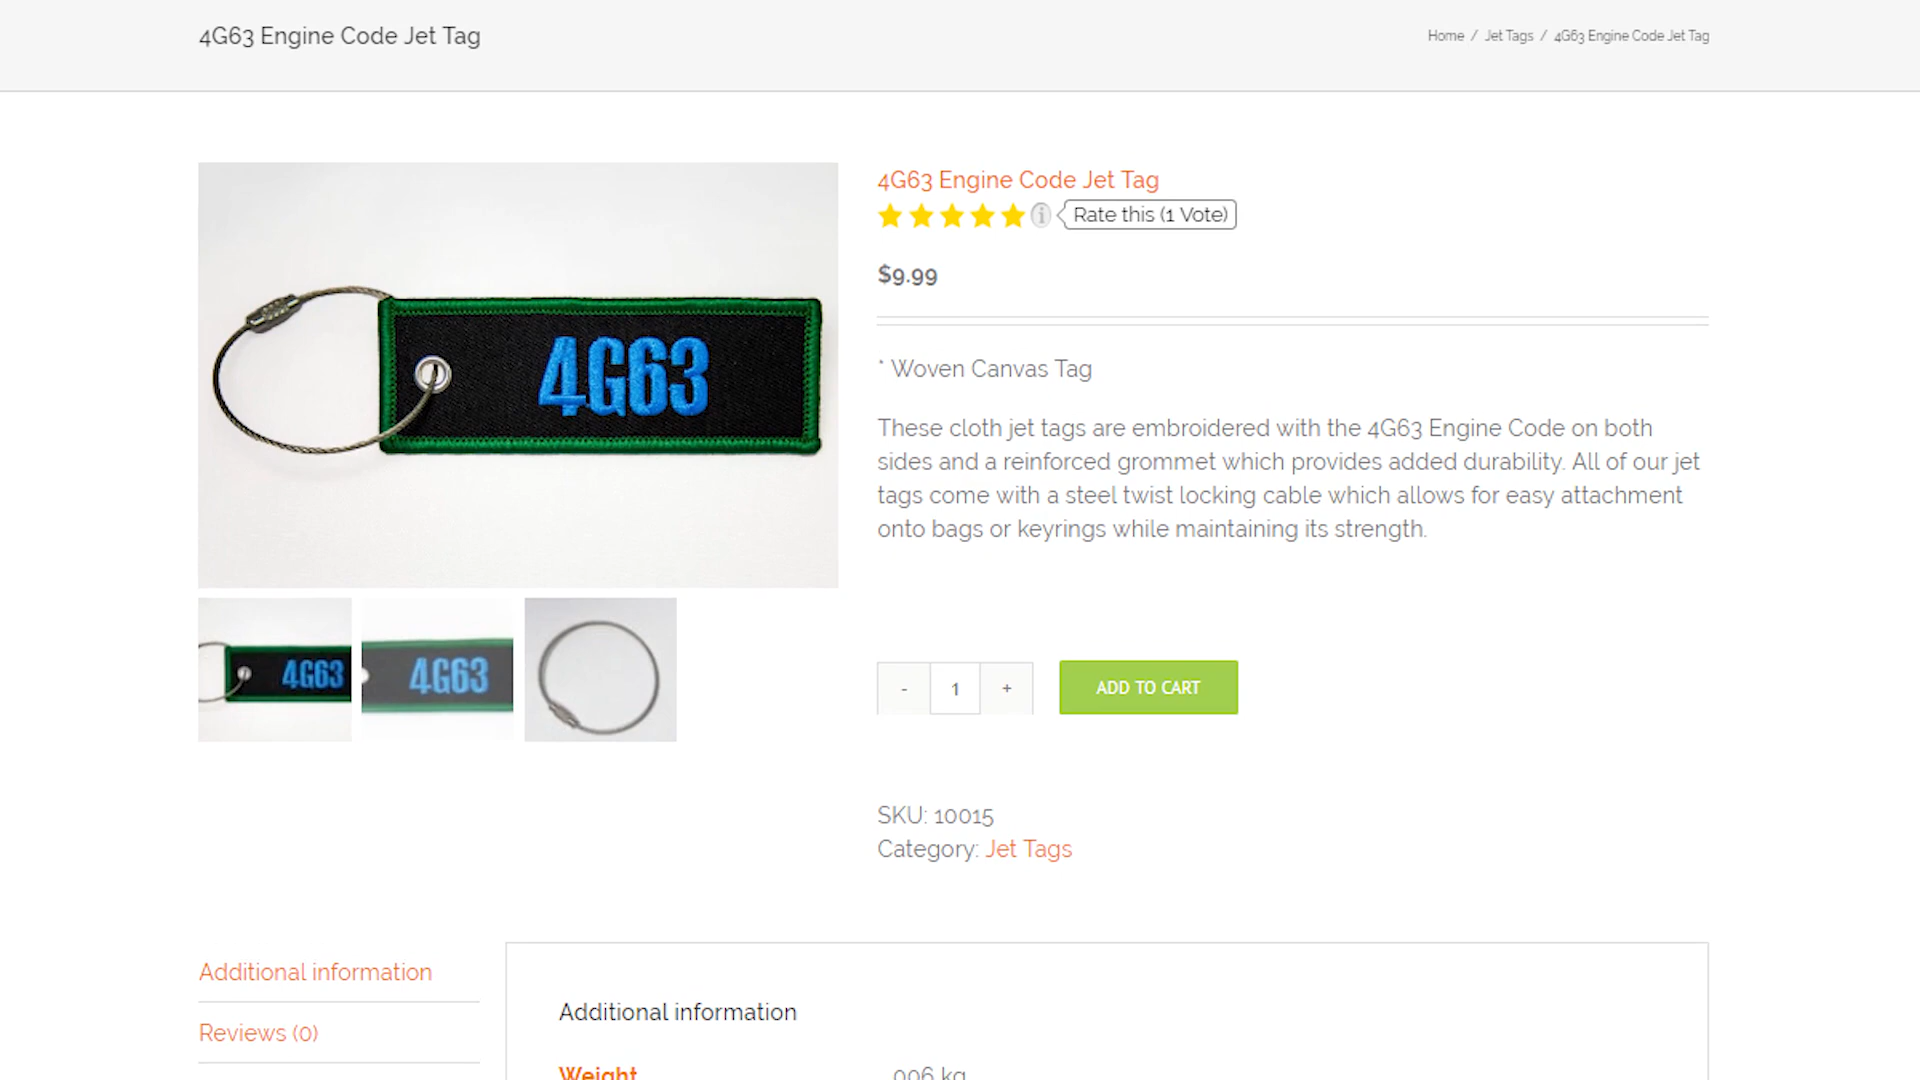 4G63 Engine Code Jet Tag
Home / Jet Tags / 4G63 Engine Code Jet Tag
4G63
4G63
4G63
4G63 Engine Code Jet Tag
Rate this (1 Vote)
$9.99
* Woven Canvas Tag
These cloth jet tags are embroidered with the 4G63 Engine Code on both
sides and a reinforced grommet which provides added durability. All of our jet
tags come with a steel twist locking cable which allows for easy attachment
onto bags or keyrings while maintaining its strength.
- 1 +
ADD TO CART
SKU: 10015
Category: Jet Tags
Additional information
Reviews (0)
Additional information
Weight .006 kg